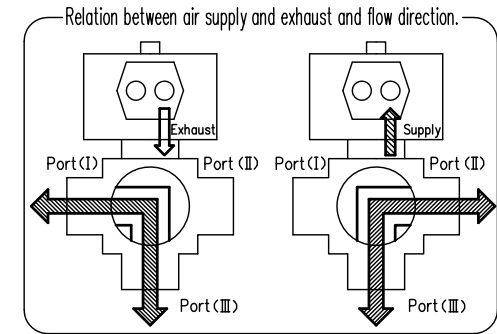 Relation between air supply and exhaust and flow direction.
Exhaust
Supply
Port(I)
Port(II)
Port(I)
Port(II)
Port(III)
Port(III)